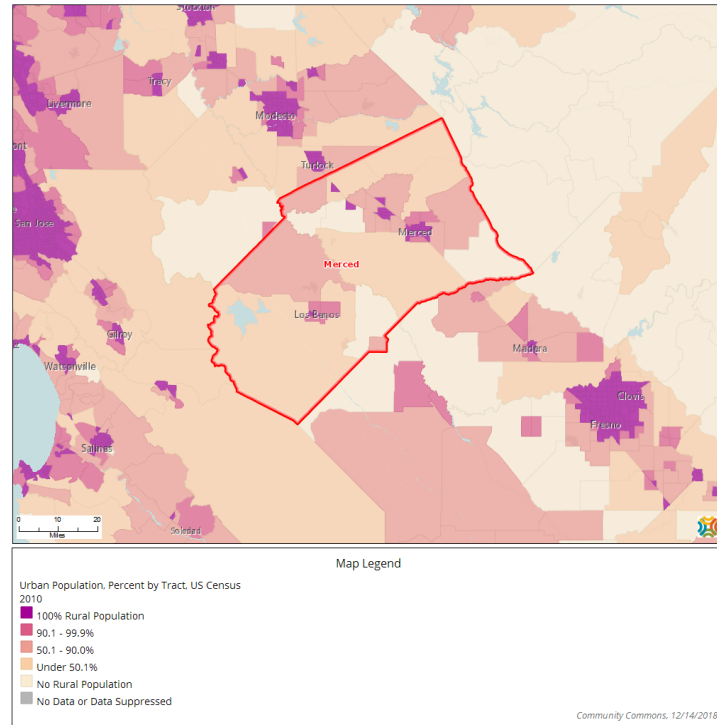 Stockton
Tracy
Livermore
Modesto
ont
Turlock
San Jose
Merced
Merced
Los Banos
Gilroy
Madera
Watsonville
Clovis
Fresno
Salinas
Soledad
0 10 20
Miles
Map Legend
Urban Population, Percent by Tract, US Census
2010
100% Rural Population
90.1 - 99.9%
50.1 - 90.0%
Under 50.1%
No Rural Population
No Data or Data Suppressed
Community Commons, 12/14/2018